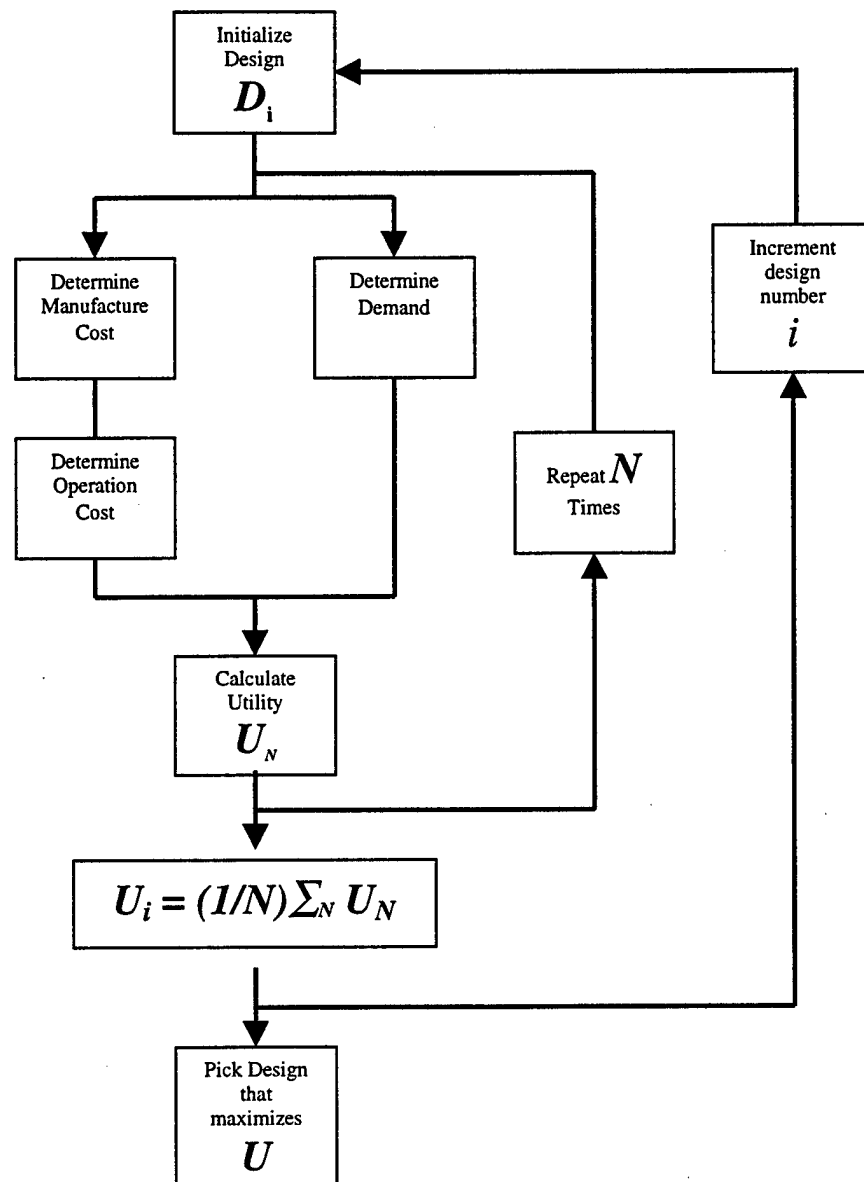 Initialize
Design
D_i
Determine
Manufacture
Cost
Determine
Demand
Increment
design
number
i
Determine
Operation
Cost
Repeat N
Times
Calculate
Utility
U_N
U_i = (1/N) ∑_N U_N
Pick Design
that
maximizes
U